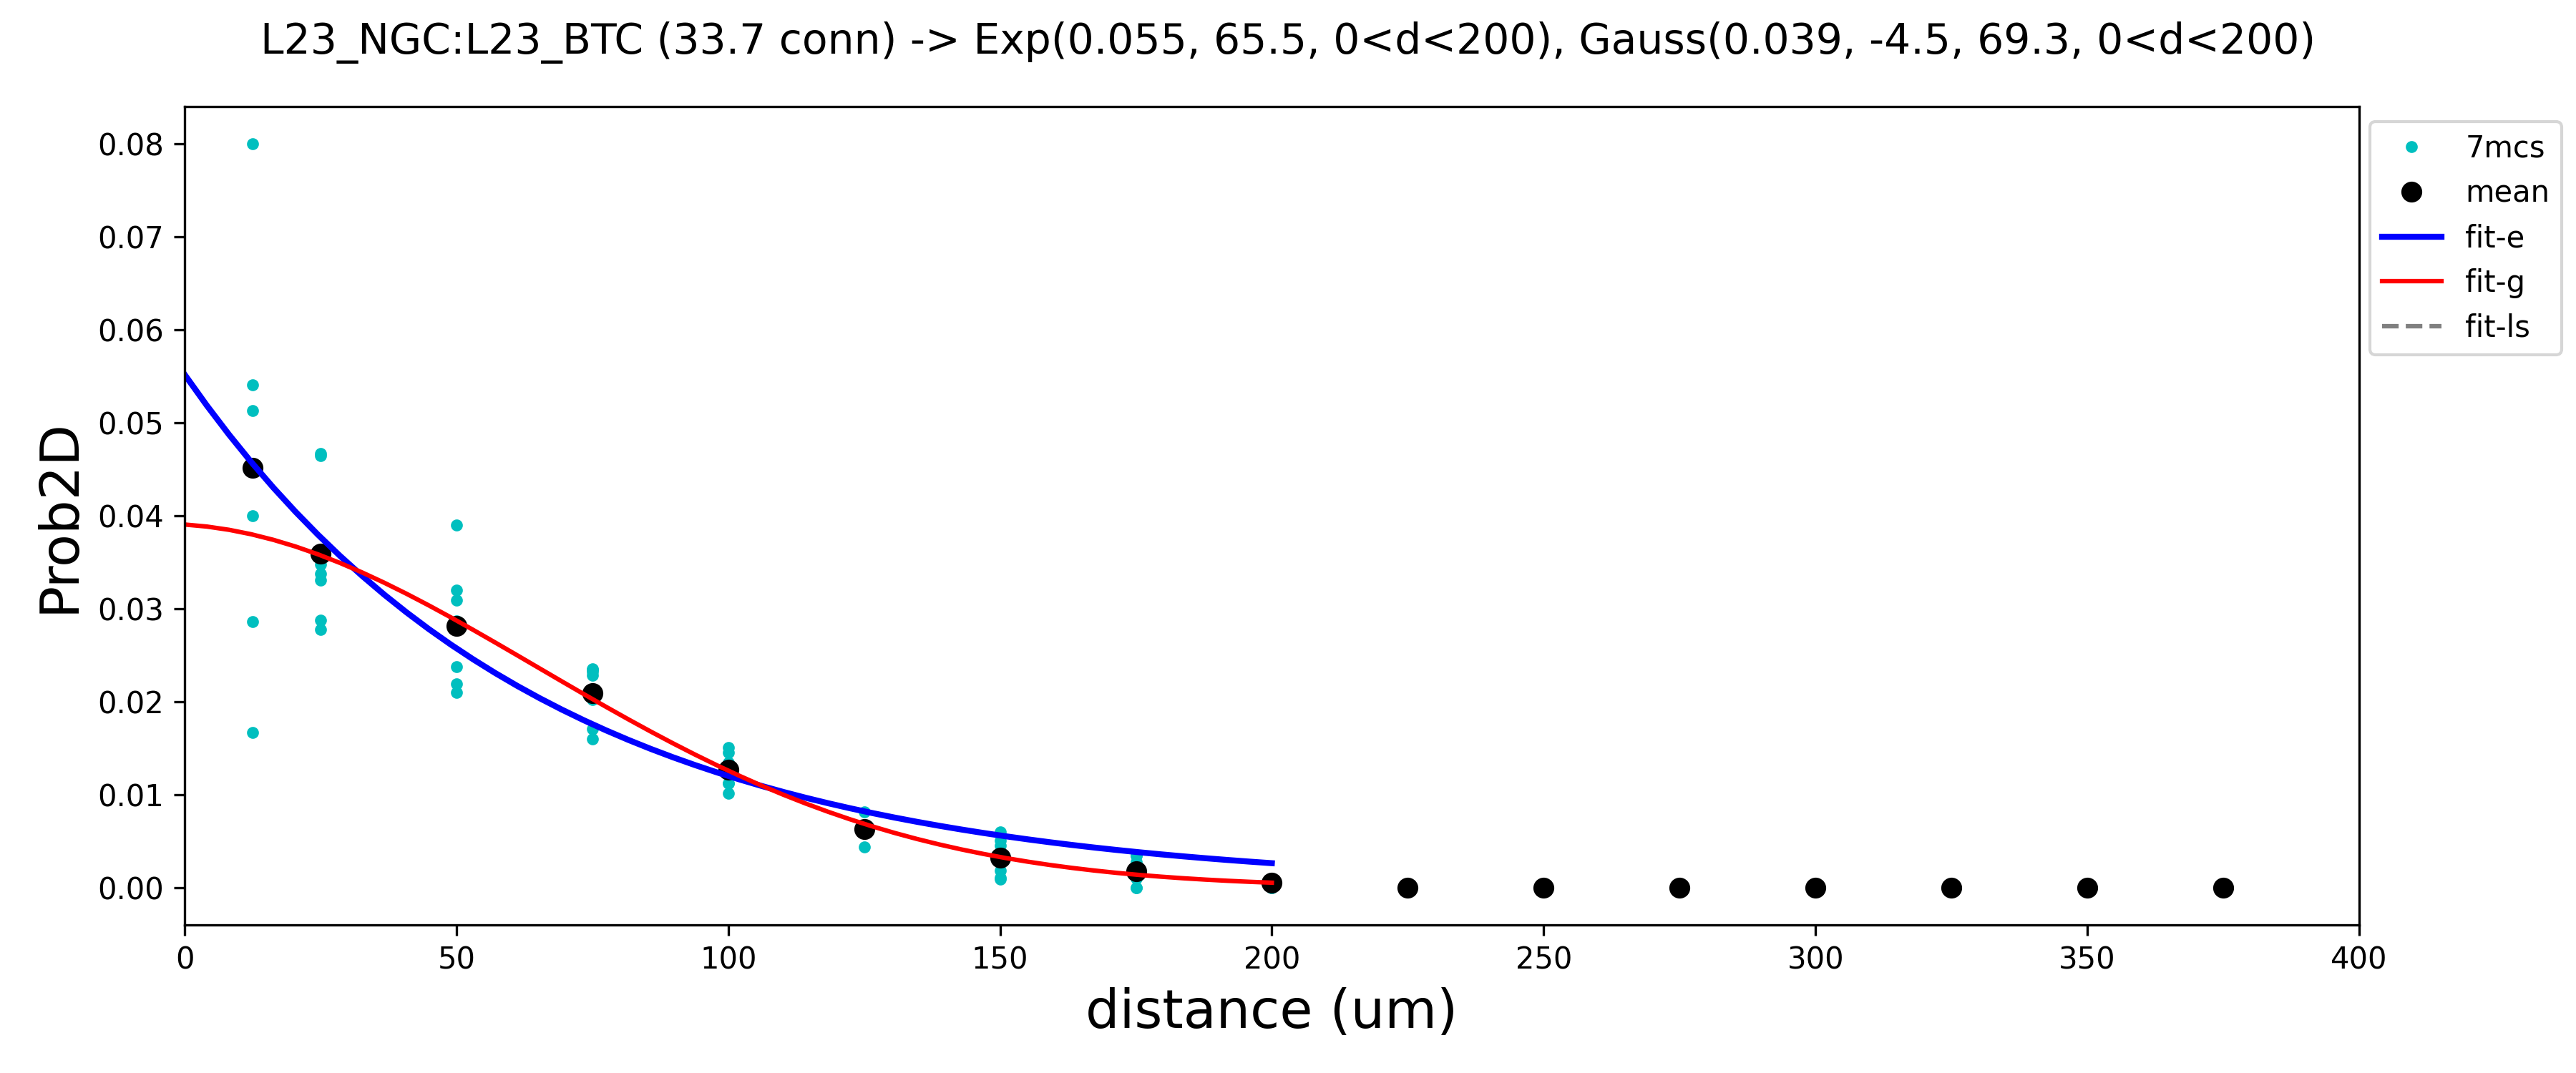 L23_NGC:L23_BTC (33.7 conn) -> Exp(0.055, 65.5, 0<d<200), Gauss(0.039, -4.5, 69.3, 0<d<200)
0.08
0.07
0.06
0.05
0.04
0.03
0.02
0.01
0.00
Prob2D
0 50 100 150 200 250 300 350 400
distance (um)
7mcs
mean
fit-e
fit-g
fit-ls